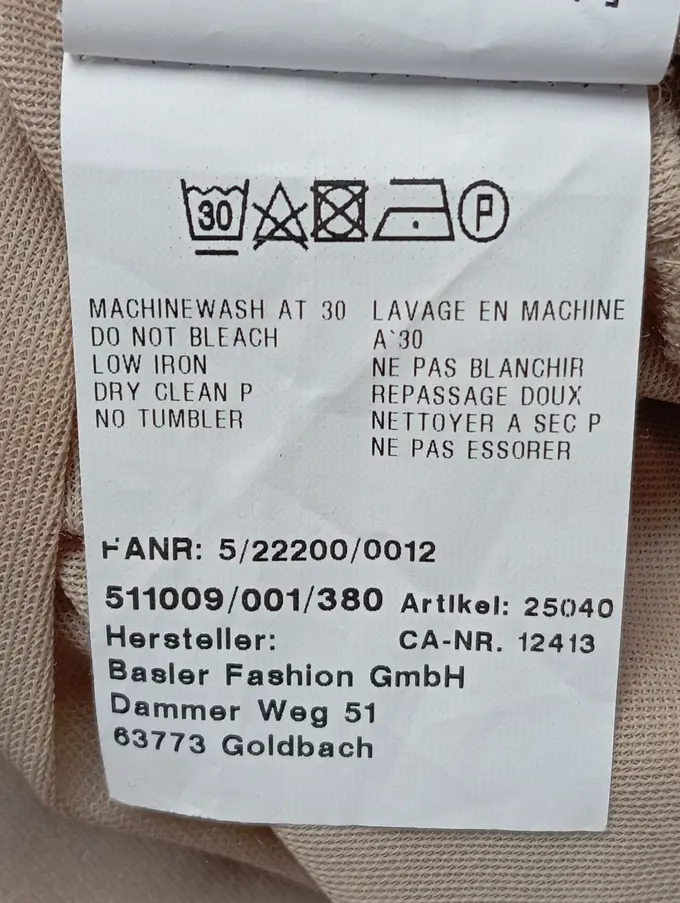 30 P
MACHINEWASH AT 30
DO NOT BLEACH
LOW IRON
DRY CLEAN P
NO TUMBLER
LAVAGE EN MACHINE
A`30
NE PAS BLANCHIR
REPASSAGE DOUX
NETTOYER A SEC P
NE PAS ESSORER
FANR: 5/22200/0012
511009/001/380 Artikel: 25040
Hersteller: CA-NR. 12413
Basler Fashion GmbH
Dammer Weg 51
63773 Goldbach